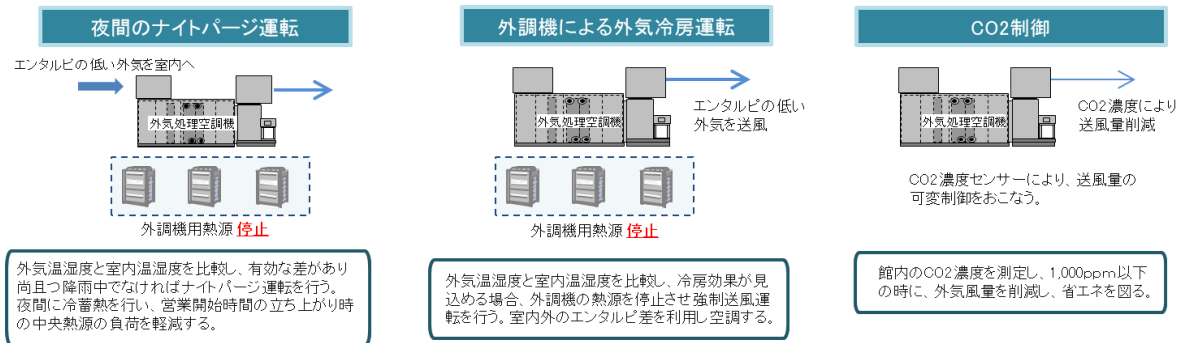 夜間のナイトパージ運転
エンタルピの低い外気を室内へ
外気処理空調機
外調機用熱源 停止
外気温湿度と室内温湿度を比較し、有効な差があり
尚且つ降雨中でなければナイトパージ運転を行う。
夜間に冷蓄熱を行い、営業開始時間の立ち上がり時
の中央熱源の負荷を軽減する。
外調機による外気冷房運転
外気処理空調機
エンタルピの低い
外気を送風
外調機用熱源 停止
外気温湿度と室内温湿度を比較し、冷房効果が見
込める場合、外調機の熱源を停止させ強制送風運
転を行う。室内外のエンタルピ差を利用し空調する。
CO2制御
外気処理空調機
CO2濃度により
送風量削減
CO2濃度センサーにより、送風量の
可変制御をおこなう。
館内のCO2濃度を測定し、1,000ppm以下
の時に、外気風量を削減し、省エネを図る。